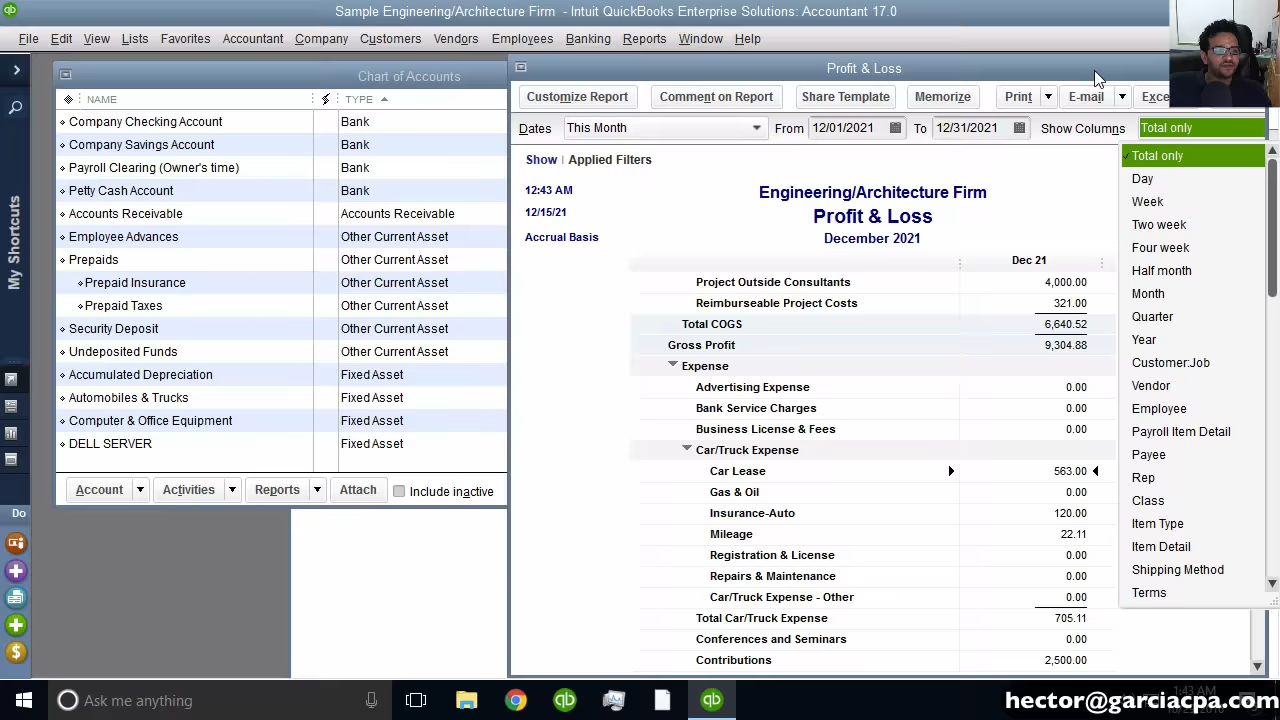 Sample Engineering/Architecture Firm - Intuit QuickBooks Enterprise Solutions: Accountant 17.0
File Edit View Lists Favorites Accountant Company Customers Vendors Employees Banking Reports Window Help
My Shortcuts
Do
Chart of Accounts
NAME TYPE
Company Checking Account Bank
Company Savings Account Bank
Payroll Clearing (Owner's time) Bank
Petty Cash Account Bank
Accounts Receivable Accounts Receivable
Employee Advances Other Current Asset
Prepaids Other Current Asset
Prepaid Insurance Other Current Asset
Prepaid Taxes Other Current Asset
Security Deposit Other Current Asset
Undeposited Funds Other Current Asset
Accumulated Depreciation Fixed Asset
Automobiles & Trucks Fixed Asset
Computer & Office Equipment Fixed Asset
DELL SERVER Fixed Asset
Account Activities Reports Attach Include inactive
Profit & Loss
Customize Report Comment on Report Share Template Memorize Print E-mail Exce
Dates This Month From 12/01/2021 To 12/31/2021 Show Columns Total only
Show | Applied Filters
12:43 AM
12/15/21
Accrual Basis
Engineering/Architecture Firm
Profit & Loss
December 2021
Dec 21
Project Outside Consultants 4,000.00
Reimburseable Project Costs 321.00
Total COGS 6,640.52
Gross Profit 9,304.88
Expense
Advertising Expense 0.00
Bank Service Charges 0.00
Business License & Fees 0.00
Car/Truck Expense
Car Lease 563.00
Gas & Oil 0.00
Insurance-Auto 120.00
Mileage 22.11
Registration & License 0.00
Repairs & Maintenance 0.00
Car/Truck Expense - Other 0.00
Total Car/Truck Expense 705.11
Conferences and Seminars 0.00
Contributions 2,500.00
Total only
Day
Week
Two week
Four week
Half month
Month
Quarter
Year
Customer:Job
Vendor
Employee
Payroll Item Detail
Payee
Rep
Class
Item Type
Item Detail
Shipping Method
Terms
Ask me anything
1:43 AM
hector@garciacpa.com